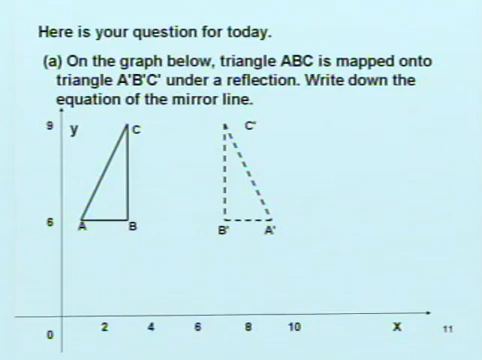 Here is your question for today.
(a) On the graph below, triangle ABC is mapped onto
triangle A'B'C' under a reflection. Write down the
equation of the mirror line.
9 y C C'
6 A B B' A'
0 2 4 6 8 10 X 11